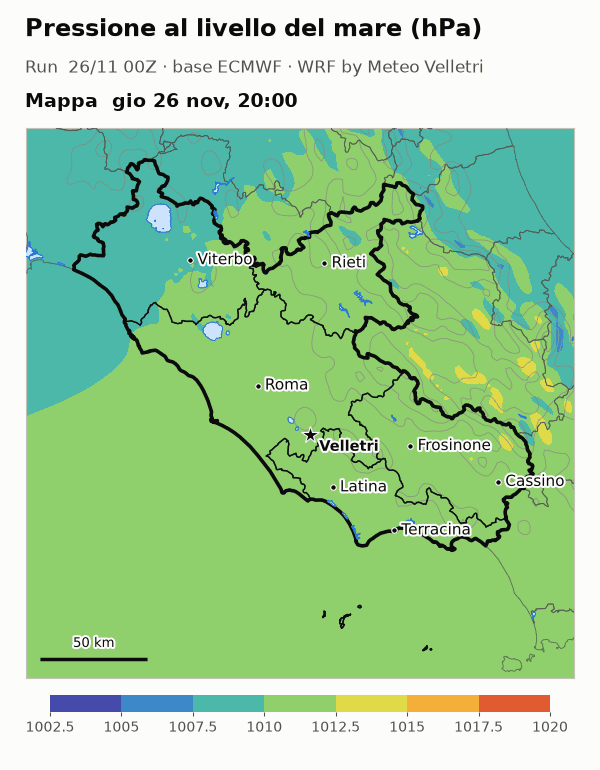 Pressione al livello del mare (hPa)
Run  26/11 00Z · base ECMWF · WRF by Meteo Velletri
Mappa  gio 26 nov, 20:00
Viterbo
Rieti
Roma
Velletri
Frosinone
Cassino
Latina
Terracina
50 km
1002.5 1005 1007.5 1010 1012.5 1015 1017.5 1020